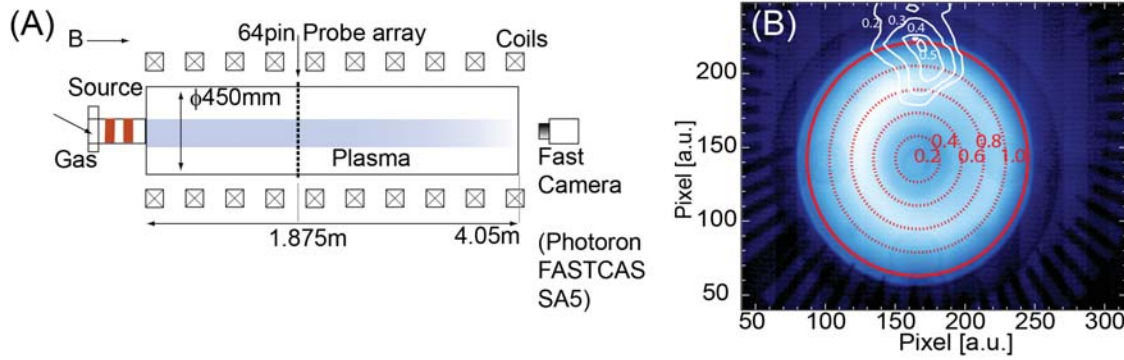 (A)
B
64pin Probe array
Coils
Source
ϕ450mm
Gas
Plasma
Fast
Camera
1.875m
4.05m
(Photoron
FASTCAS
SA5)
(B)
0.2
0.3
0.4
0.5
0.2
0.4
0.6
0.8
1.0
Pixel [a.u.]
200
150
100
50
50
100
150
200
250
300
Pixel [a.u.]